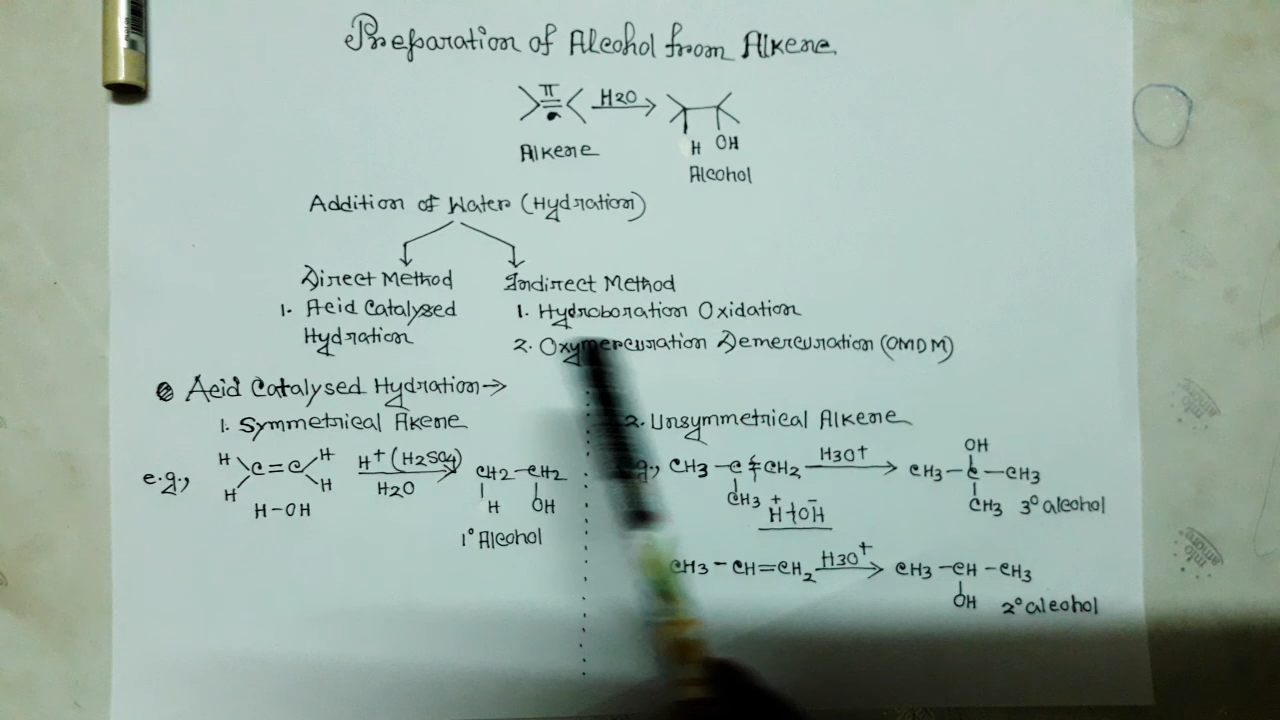 Preparation of Alcohol from Alkene
π
σ
H2O
H OH
Alkene
Alcohol
Addition of Water (Hydration)
Direct Method
1. Acid Catalysed
Hydration
Indirect Method
1. Hydroboration Oxidation
2. Oxymercuration Demercuration (OMDM)
Acid Catalysed Hydration →
1. Symmetrical Akene
e.g., H C=C H H+(H2SO4) CH2-CH2
H H H2O H OH
H-OH
1° Alcohol
2. Unsymmetrical Alkene
CH3-C=CH2 H3O+ CH3-C-CH3
CH3 OH CH3
H+OH-
3° alcohol
CH3-CH=CH2 H3O+ CH3-CH-CH3
OH 2° alcohol